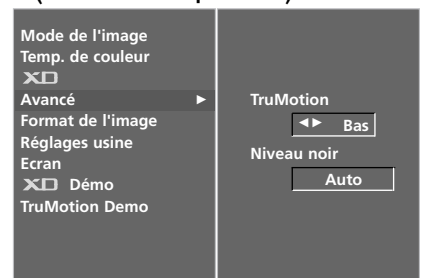 Mode de l'image
Temp. de couleur
XD
Avancé ►
Format de l'image
Réglages usine
Ecran
XD Démo
TruMotion Demo
TruMotion
◄► Bas
Niveau noir
Auto